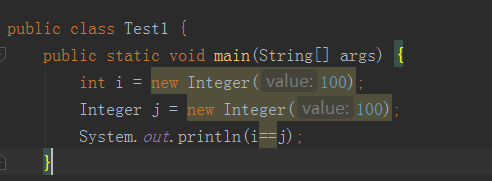 public class Test1 {
public static void main(String[] args) {
int i = new Integer( value: 100);
Integer j = new Integer( value: 100);
System.out.println(i==j);
}